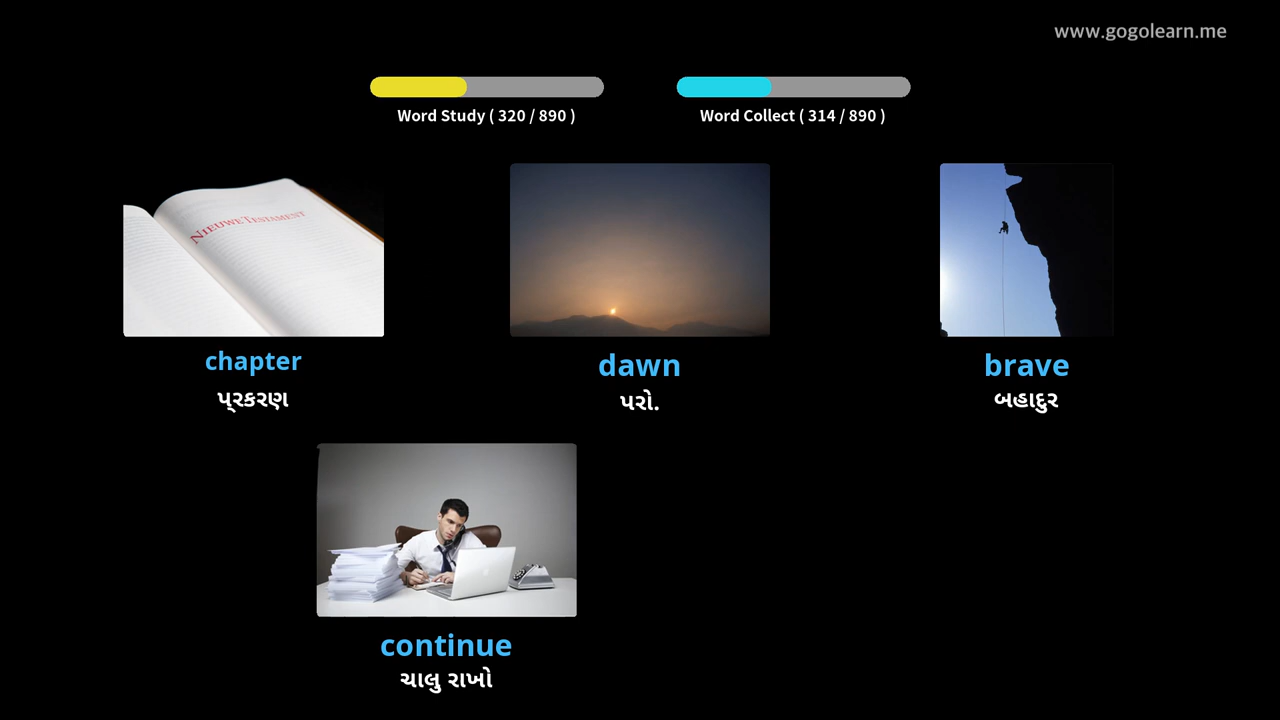 www.gogolearn.me
Word Study ( 320 / 890 )
Word Collect ( 314 / 890 )
NIEUWE TESTAMENT
chapter
dawn
brave
પ્રકરણ
પરો.
બહાદુર
continue
ચાલુ રાખો